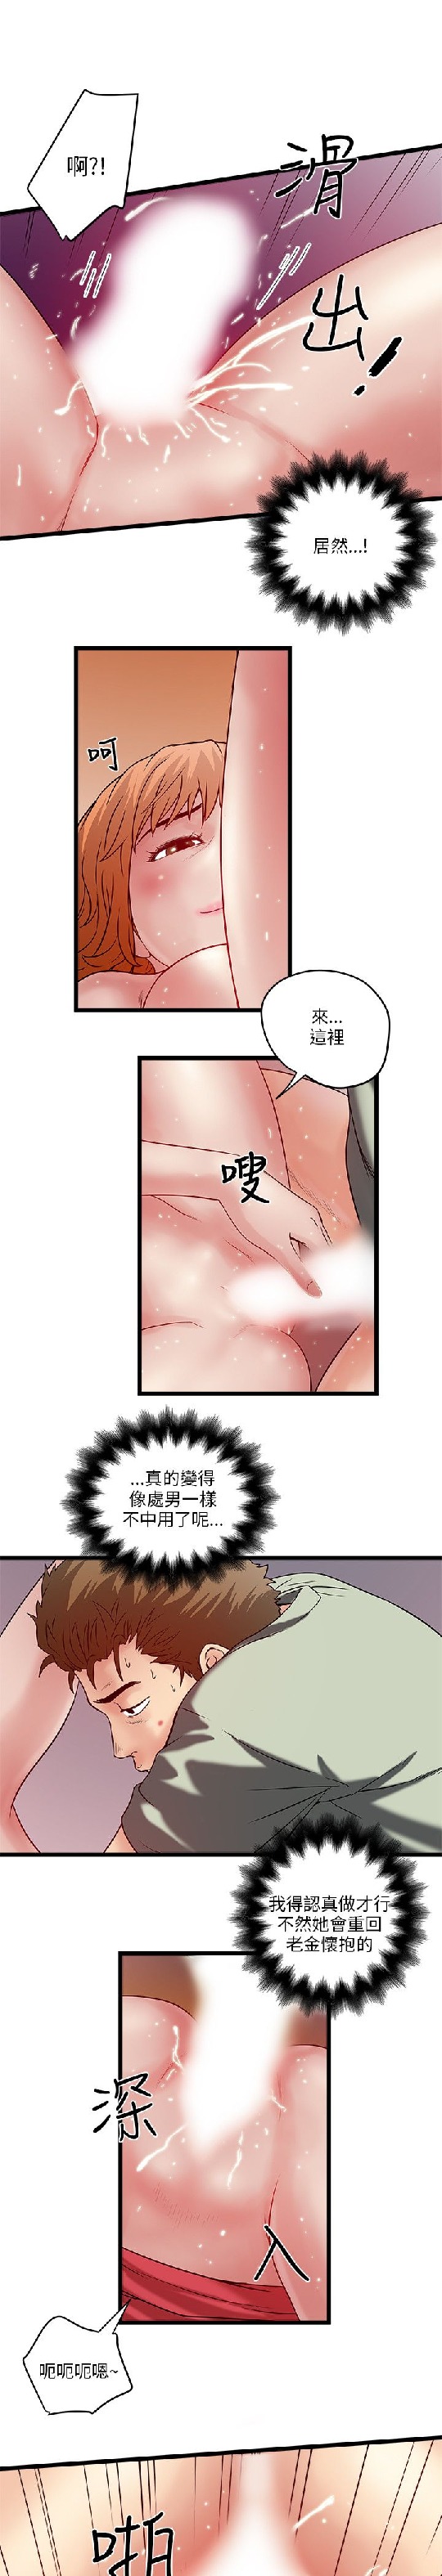 啊?!
滑
出!
居然...!
呵
來...
這裡
嗖
...真的變得
像處男一樣
不中用了呢...
我得認真做才行
不然她會重回
老金懷抱的
深
入
呃呃呃嗯~
啪